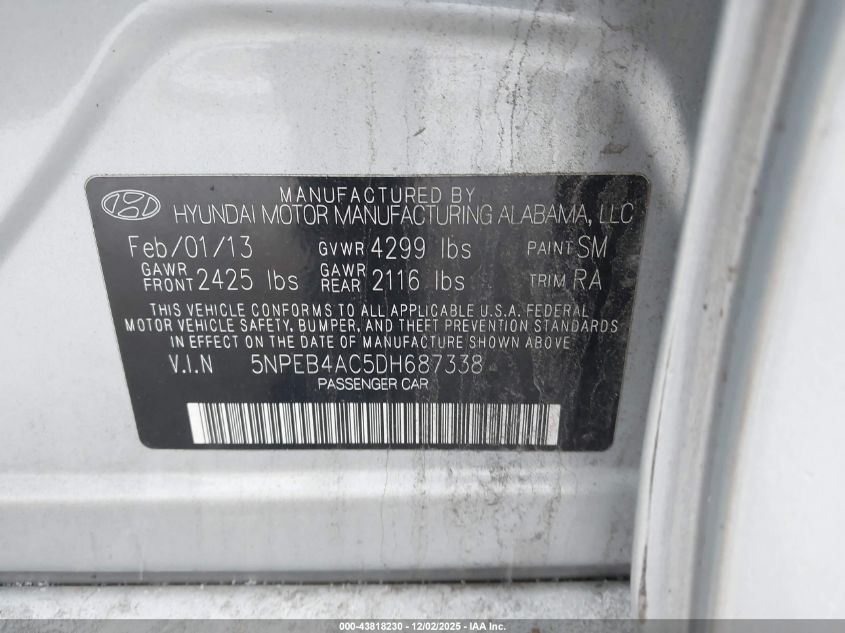 MANUFACTURED BY
HYUNDAI MOTOR MANUFACTURING ALABAMA, LLC
Feb/01/13 GVWR 4299 lbs PAINT SM
GAWR FRONT 2425 lbs GAWR REAR 2116 lbs TRIM RA
THIS VEHICLE CONFORMS TO ALL APPLICABLE U.S.A. FEDERAL
MOTOR VEHICLE SAFETY, BUMPER, AND THEFT PREVENTION STANDARDS
IN EFFECT ON THE DATE OF MANUFACTURE SHOWN ABOVE
V.I.N 5NPEB4AC5DH687338
PASSENGER CAR
000-43818230 - 12/02/2025 - IAA Inc.